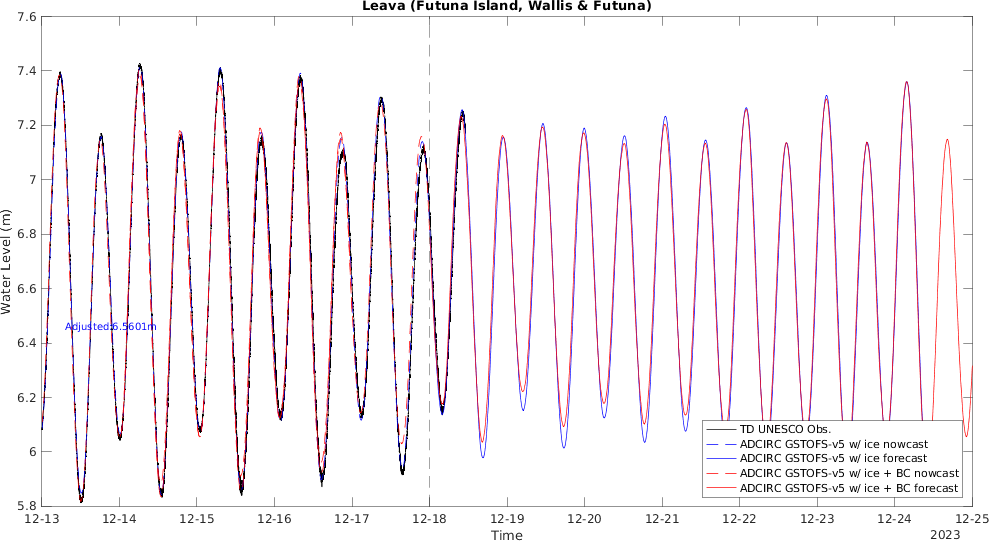 Leava (Futuna Island, Wallis & Futuna)
7.6
7.4
7.2
7
6.8
6.6
6.4
6.2
6
5.8
Water Level (m)
Adjusted:6.5601m
TD UNESCO Obs.
ADCIRC GSTOFS-v5 w/ ice nowcast
ADCIRC GSTOFS-v5 w/ ice forecast
ADCIRC GSTOFS-v5 w/ ice + BC nowcast
ADCIRC GSTOFS-v5 w/ ice + BC forecast
12-13 12-14 12-15 12-16 12-17 12-18 12-19 12-20 12-21 12-22 12-23 12-24 12-25
Time
2023